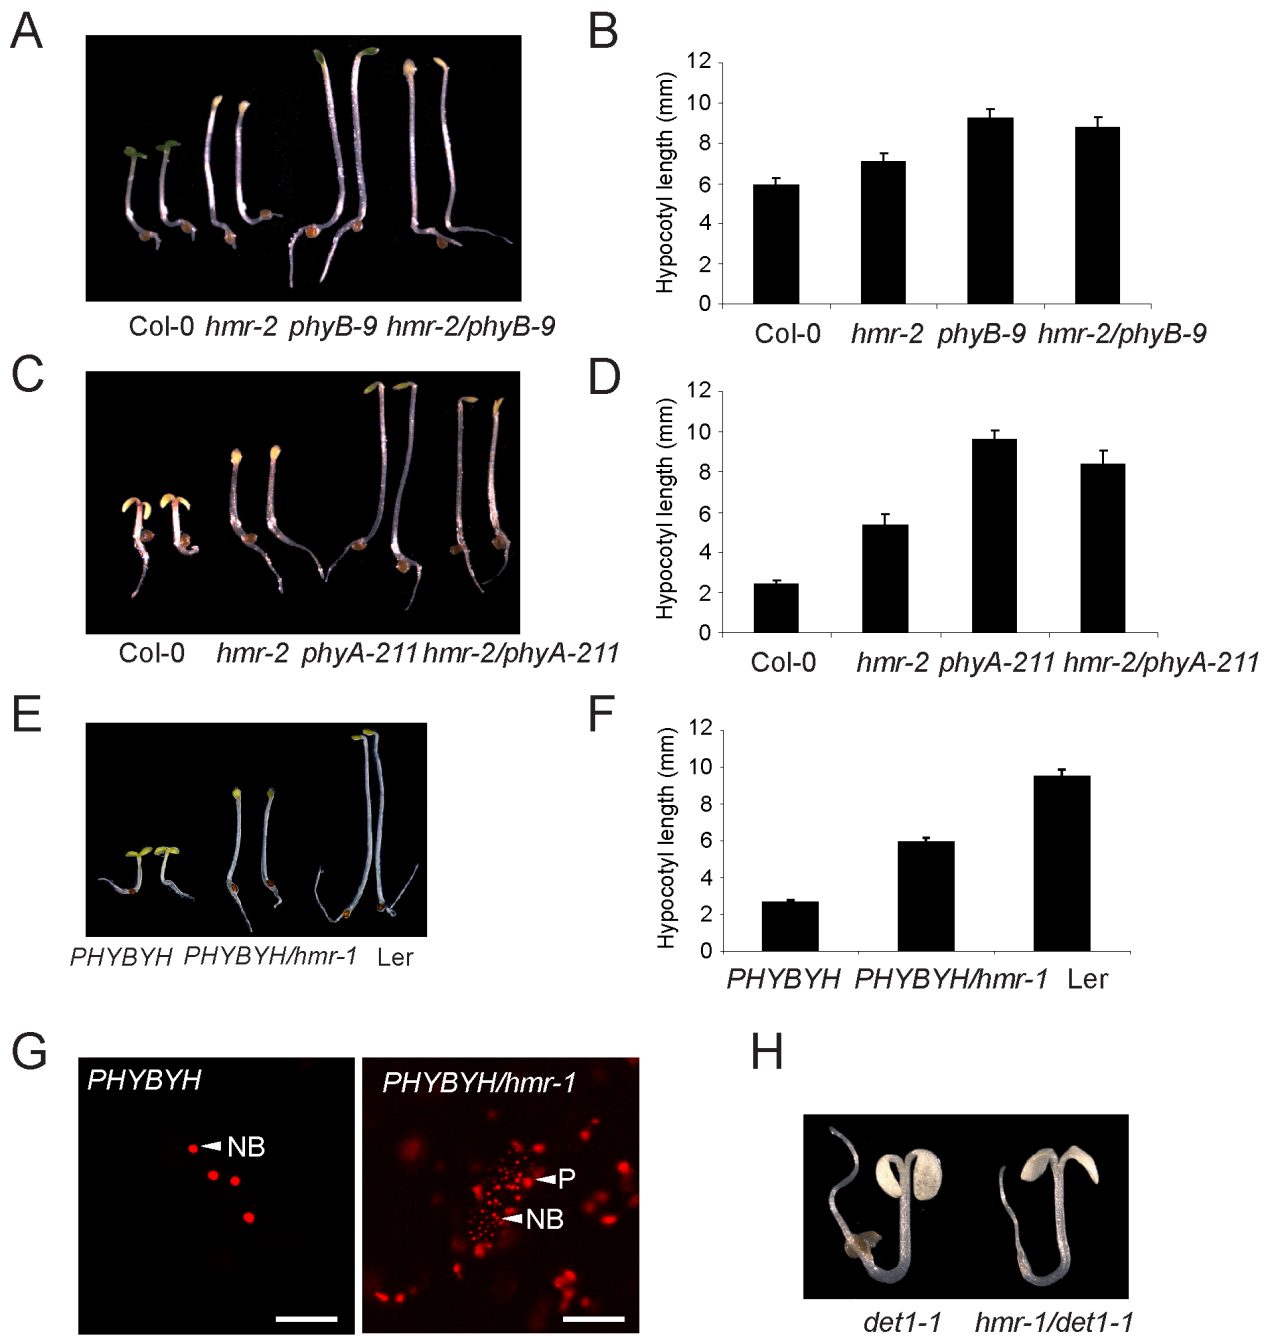 A
Col-0 hmr-2 phyB-9 hmr-2/phyB-9
B
Hypocotyl length (mm)
12
10
8
6
4
2
0
Col-0 hmr-2 phyB-9 hmr-2/phyB-9
C
Col-0 hmr-2 phyA-211 hmr-2/phyA-211
D
Hypocotyl length (mm)
12
10
8
6
4
2
0
Col-0 hmr-2 phyA-211 hmr-2/phyA-211
E
PHYBYH PHYBYH/hmr-1 Ler
F
Hypocotyl length (mm)
12
10
8
6
4
2
0
PHYBYH PHYBYH/hmr-1 Ler
G
PHYBYH
NB
PHYBYH/hmr-1
P
NB
H
det1-1 hmr-1/det1-1